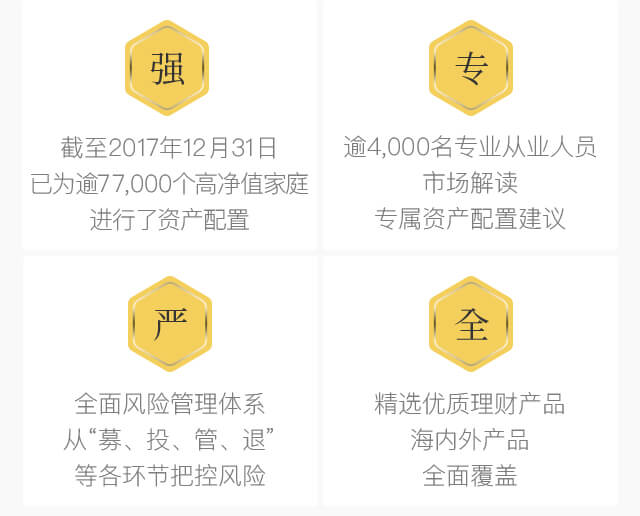 强
截至2017年12月31日
已为逾77,000个高净值家庭
进行了资产配置
专
逾4,000名专业从业人员
市场解读
专属资产配置建议
严
全面风险管理体系
从“募、投、管、退”
等各环节把控风险
全
精选优质理财产品
海内外产品
全面覆盖